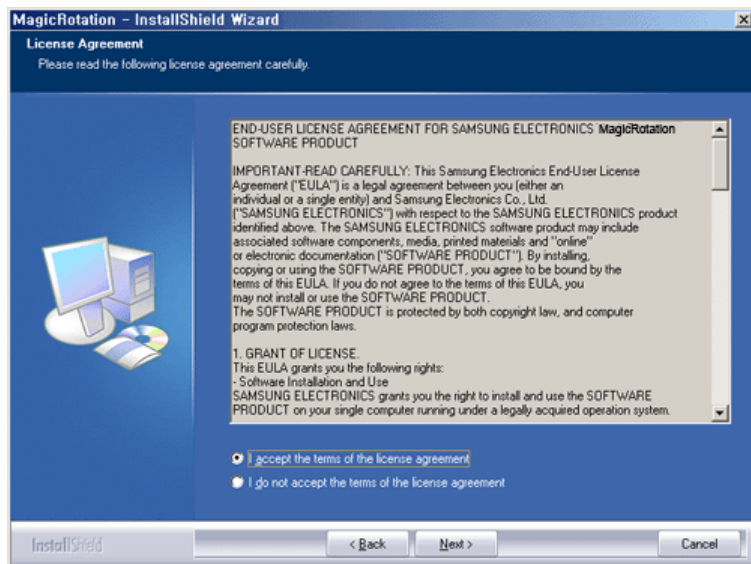 MagicRotation - InstallShield Wizard
License Agreement
Please read the following license agreement carefully.
END-USER LICENSE AGREEMENT FOR SAMSUNG ELECTRONICS MagicRotation
SOFTWARE PRODUCT
IMPORTANT-READ CAREFULLY: This Samsung Electronics End-User License
Agreement ("EULA") is a legal agreement between you (either an
individual or a single entity) and Samsung Electronics Co., Ltd.
("SAMSUNG ELECTRONICS") with respect to the SAMSUNG ELECTRONICS product
identified above. The SAMSUNG ELECTRONICS software product may include
associated software components, media, printed materials and "online"
or electronic documentation ("SOFTWARE PRODUCT"). By installing,
copying or using the SOFTWARE PRODUCT, you agree to be bound by the
terms of this EULA. If you do not agree to the terms of this EULA, you
may not install or use the SOFTWARE PRODUCT.
The SOFTWARE PRODUCT is protected by both copyright law, and computer
program protection laws.
1. GRANT OF LICENSE.
This EULA grants you the following rights:
- Software Installation and Use
SAMSUNG ELECTRONICS grants you the right to install and use the SOFTWARE
PRODUCT on your single computer running under a legally acquired operation system.
I accept the terms of the license agreement
I do not accept the terms of the license agreement
InstallShield
< Back
Next >
Cancel